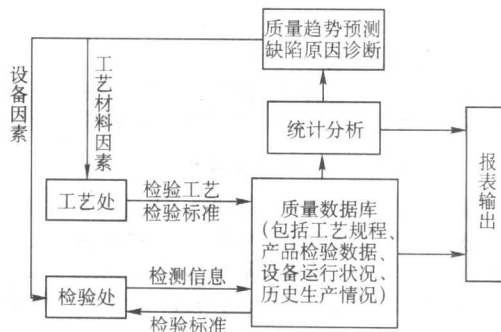 质量趋势预测
缺陷原因诊断
设备因素
工艺材料因素
统计分析
报表输出
工艺处
检验工艺
检验标准
质量数据库
(包括工艺规程、
产品检验数据、
设备运行状况、
历史生产情况)
检验处
检测信息
检验标准